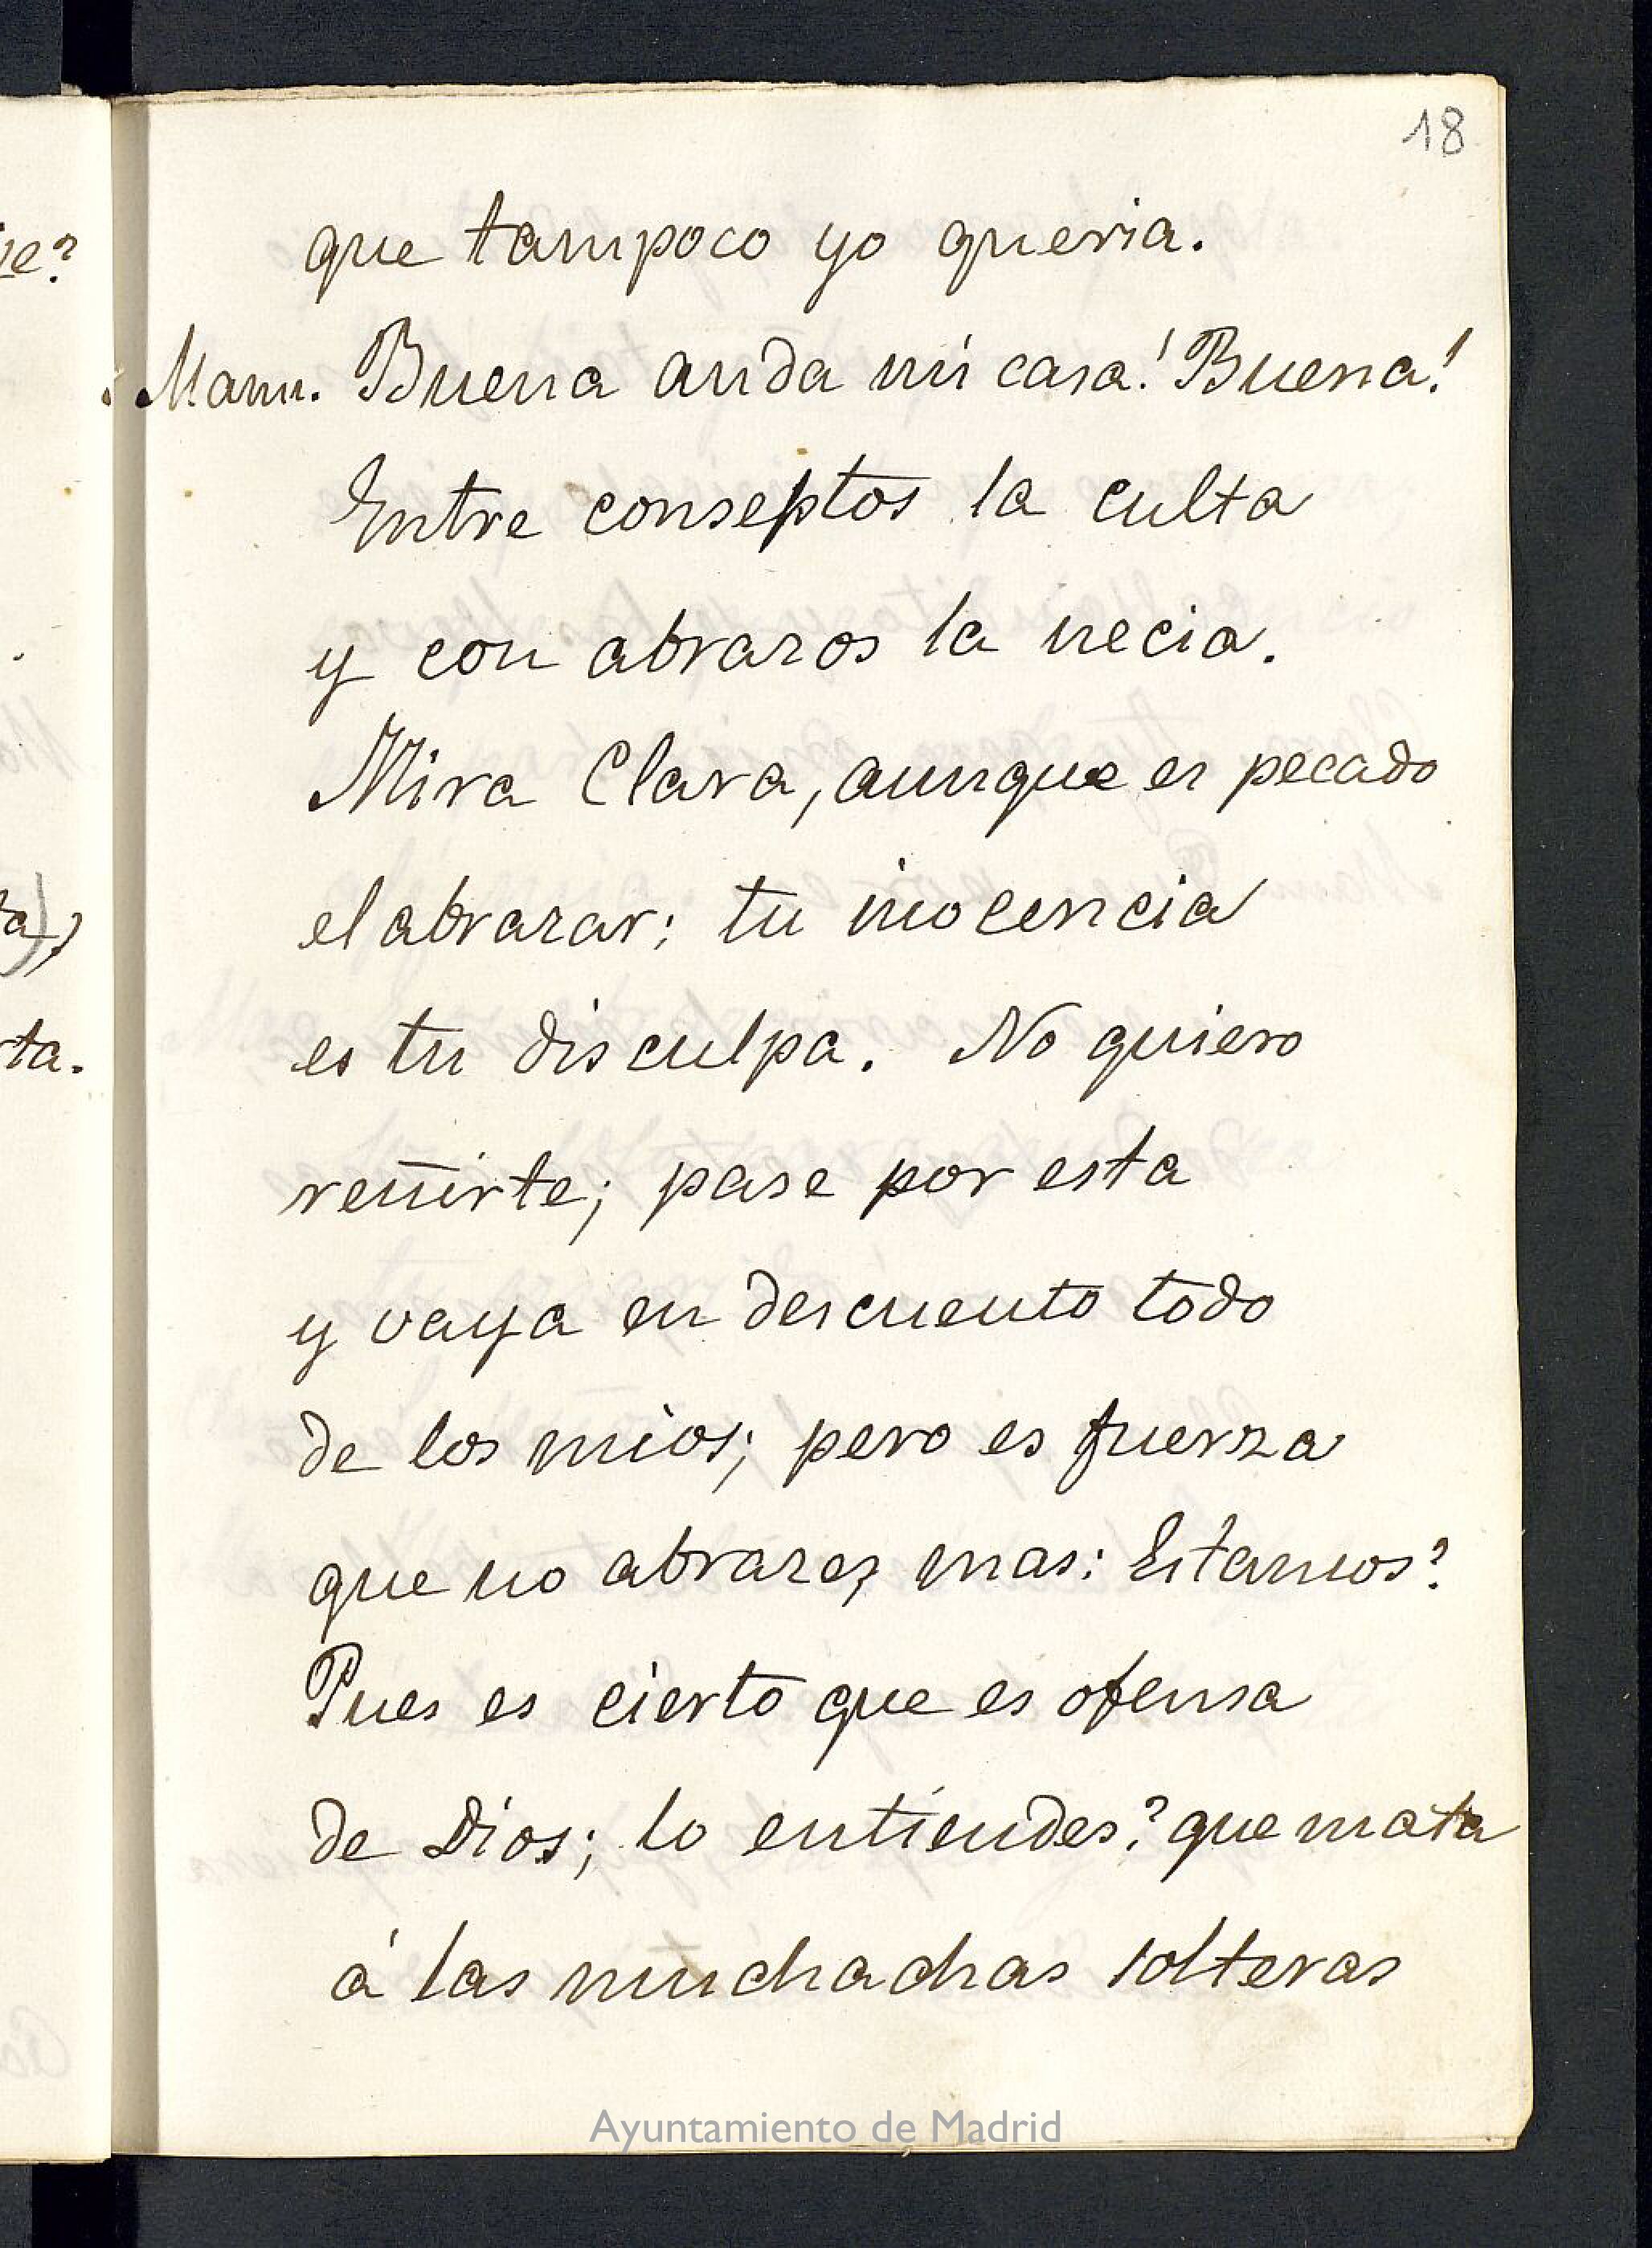 18
que tampoco yo queria.
Manu. Buena anda mi casa! Buena!
Entre conseptos la culta
y con abrazos la necia.
Mira Clara, aunque es pecado
el abrazar; tu inocencia
es tu disculpa. No quiero
reñirte; pase por esta
y vaya en descuento todo
de los mios; pero es fuerza
que no abrazes mas: Estamos?
Pues es cierto que es ofensa
de Dios; lo entiendes? que mata
á las muchachas solteras
ta.
Ayuntamiento de Madrid